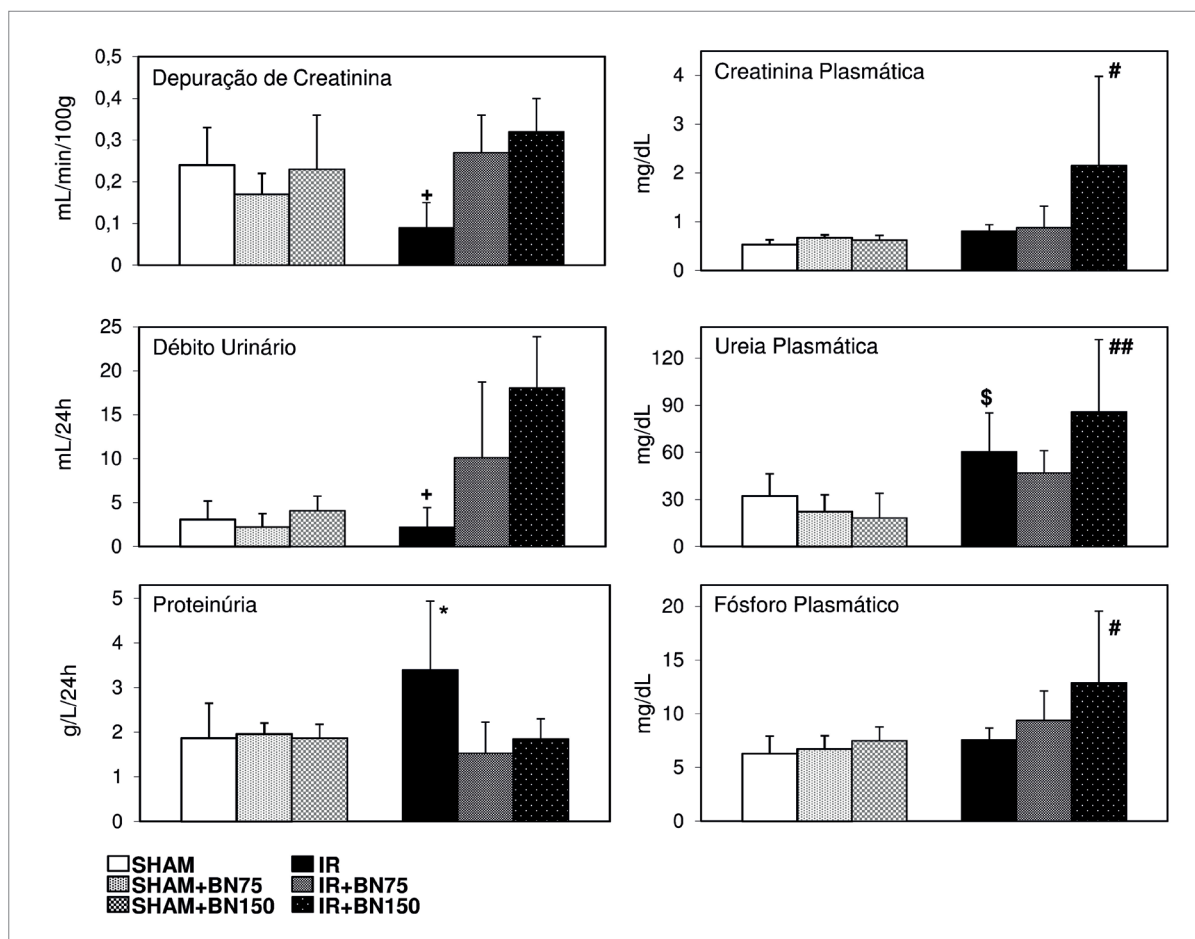 Depuração de Creatinina
mL/min/100g
0,5
0,4
0,3
0,2
0,1
0
+
Creatinina Plasmática
mg/dL
4
3
2
1
0
#
Débito Urinário
mL/24h
25
20
15
10
5
0
+
Ureia Plasmática
mg/dL
120
90
60
30
0
$
##
Proteinúria
g/L/24h
5
4
3
2
1
0
*
Fósforo Plasmático
mg/dL
20
15
10
5
0
#
SHAM
IR
SHAM+BN75
IR+BN75
SHAM+BN150
IR+BN150